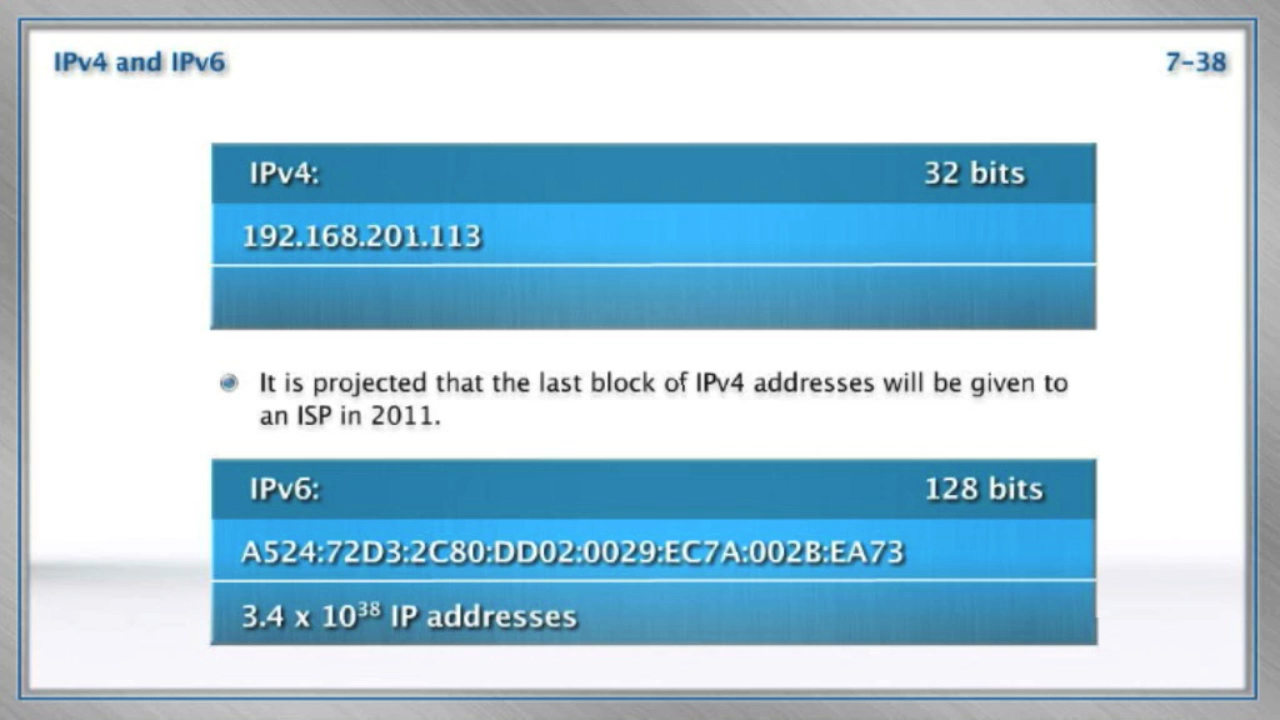 IPv4 and IPv6 7-38
IPv4: 32 bits
192.168.201.113
It is projected that the last block of IPv4 addresses will be given to
an ISP in 2011.
IPv6: 128 bits
A524:72D3:2C80:DD02:0029:EC7A:002B:EA73
3.4 x 10³⁸ IP addresses